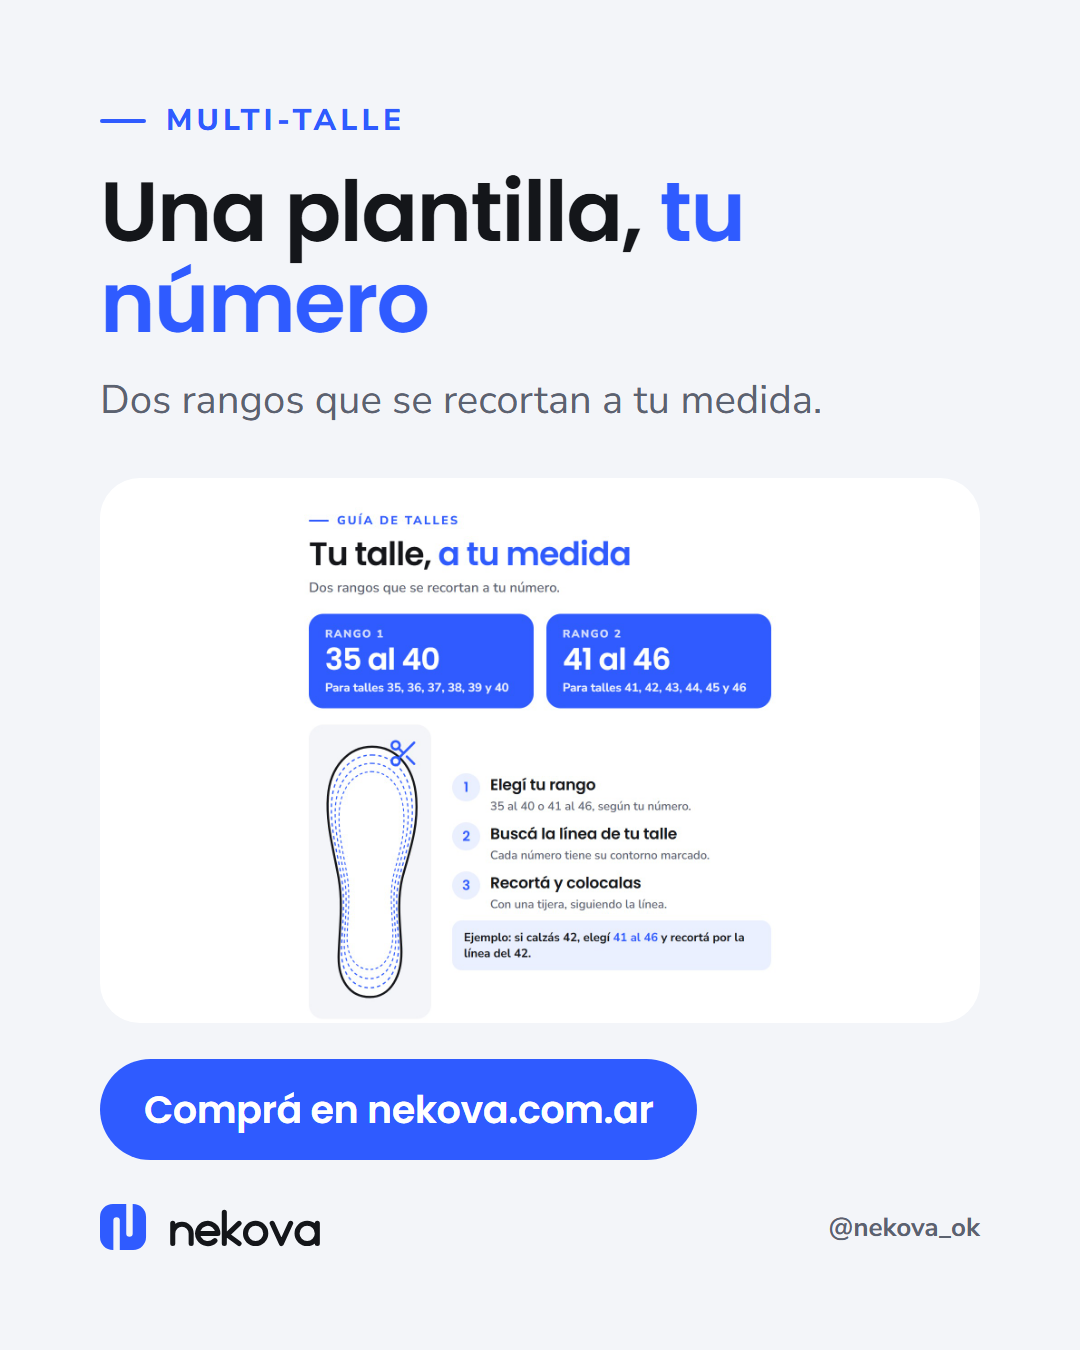 MULTI-TALLE
Una plantilla, tu
número
Dos rangos que se recortan a tu medida.
GUÍA DE TALLES
Tu talle, a tu medida
Dos rangos que se recortan a tu número.
RANGO 1
35 al 40
Para talles 35, 36, 37, 38, 39 y 40
RANGO 2
41 al 46
Para talles 41, 42, 43, 44, 45 y 46
1 Elegí tu rango
35 al 40 o 41 al 46, según tu número.
2 Buscá la línea de tu talle
Cada número tiene su contorno marcado.
3 Recortá y colocalas
Con una tijera, siguiendo la línea.
Ejemplo: si calzás 42, elegí 41 al 46 y recortá por la
línea del 42.
Comprá en nekova.com.ar
nekova
@nekova_ok